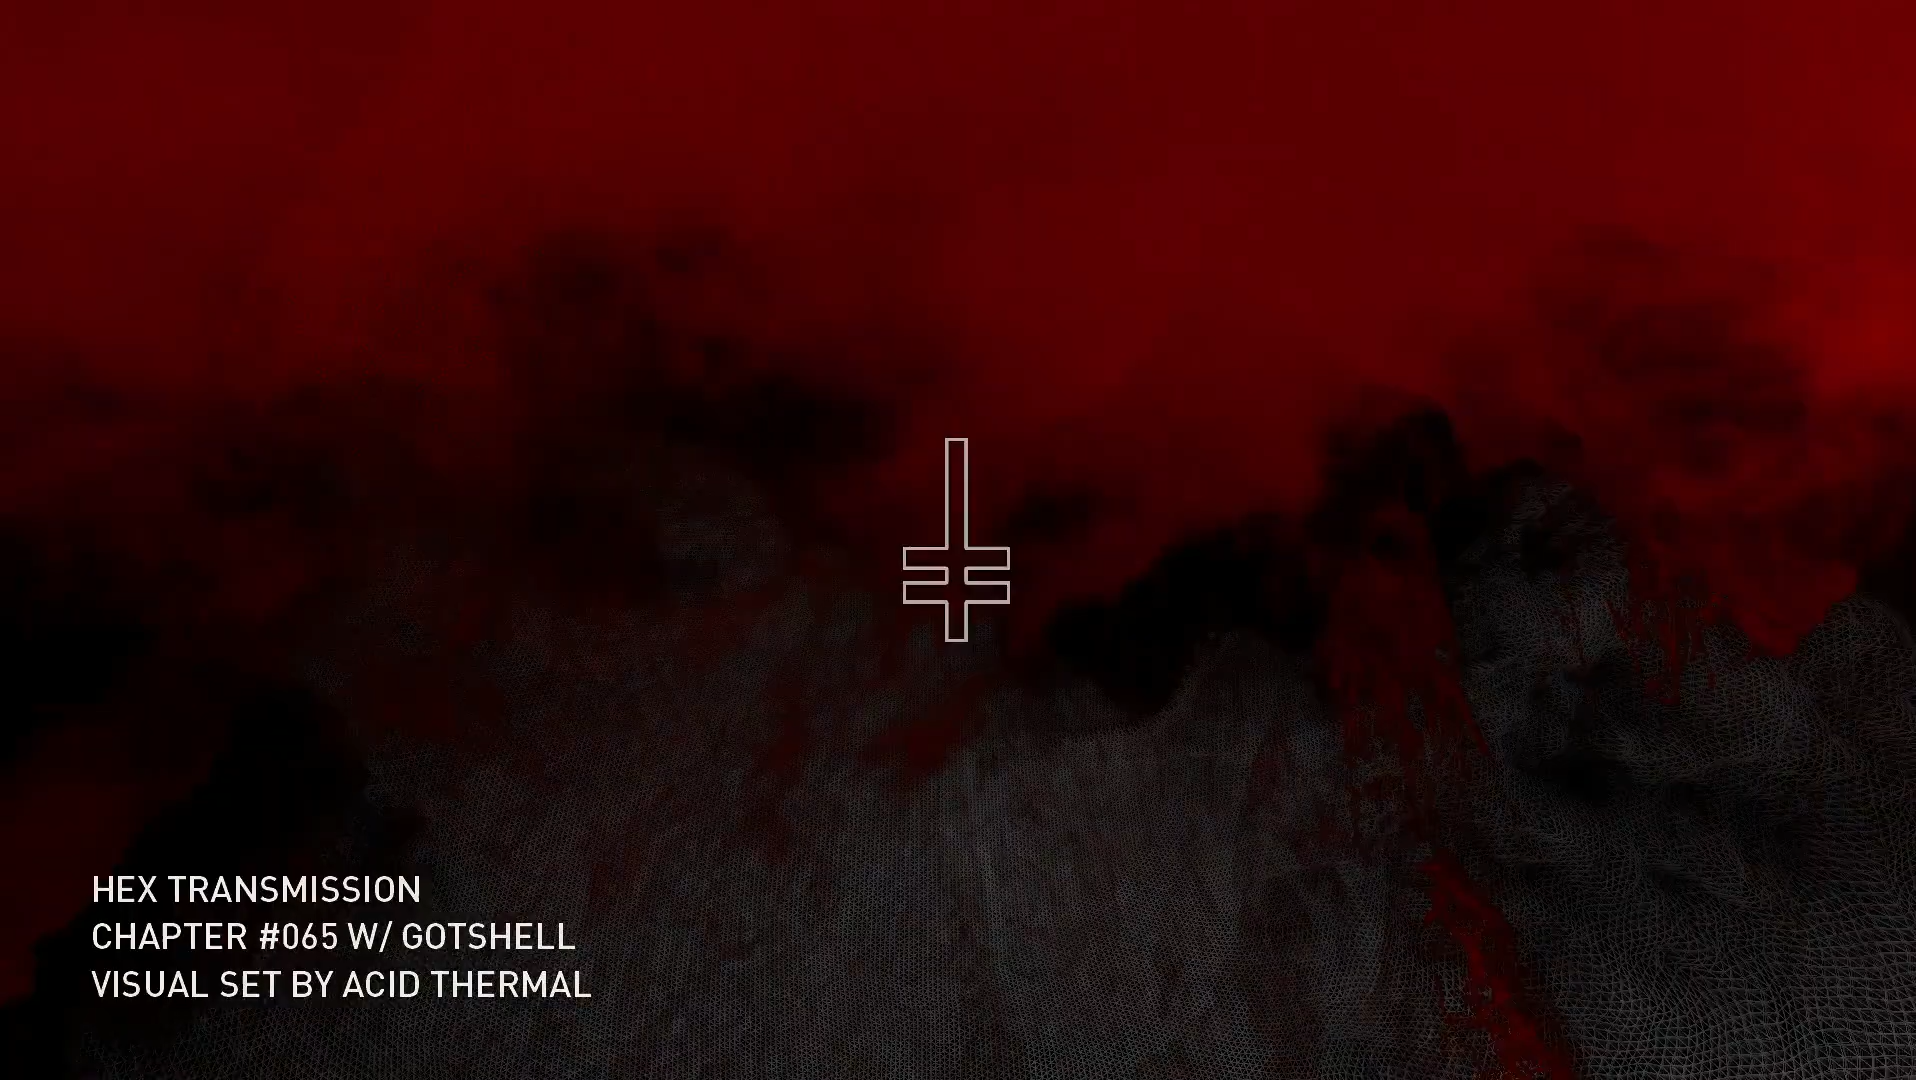 HEX TRANSMISSION
CHAPTER #065 W/ GOTSHELL
VISUAL SET BY ACID THERMAL